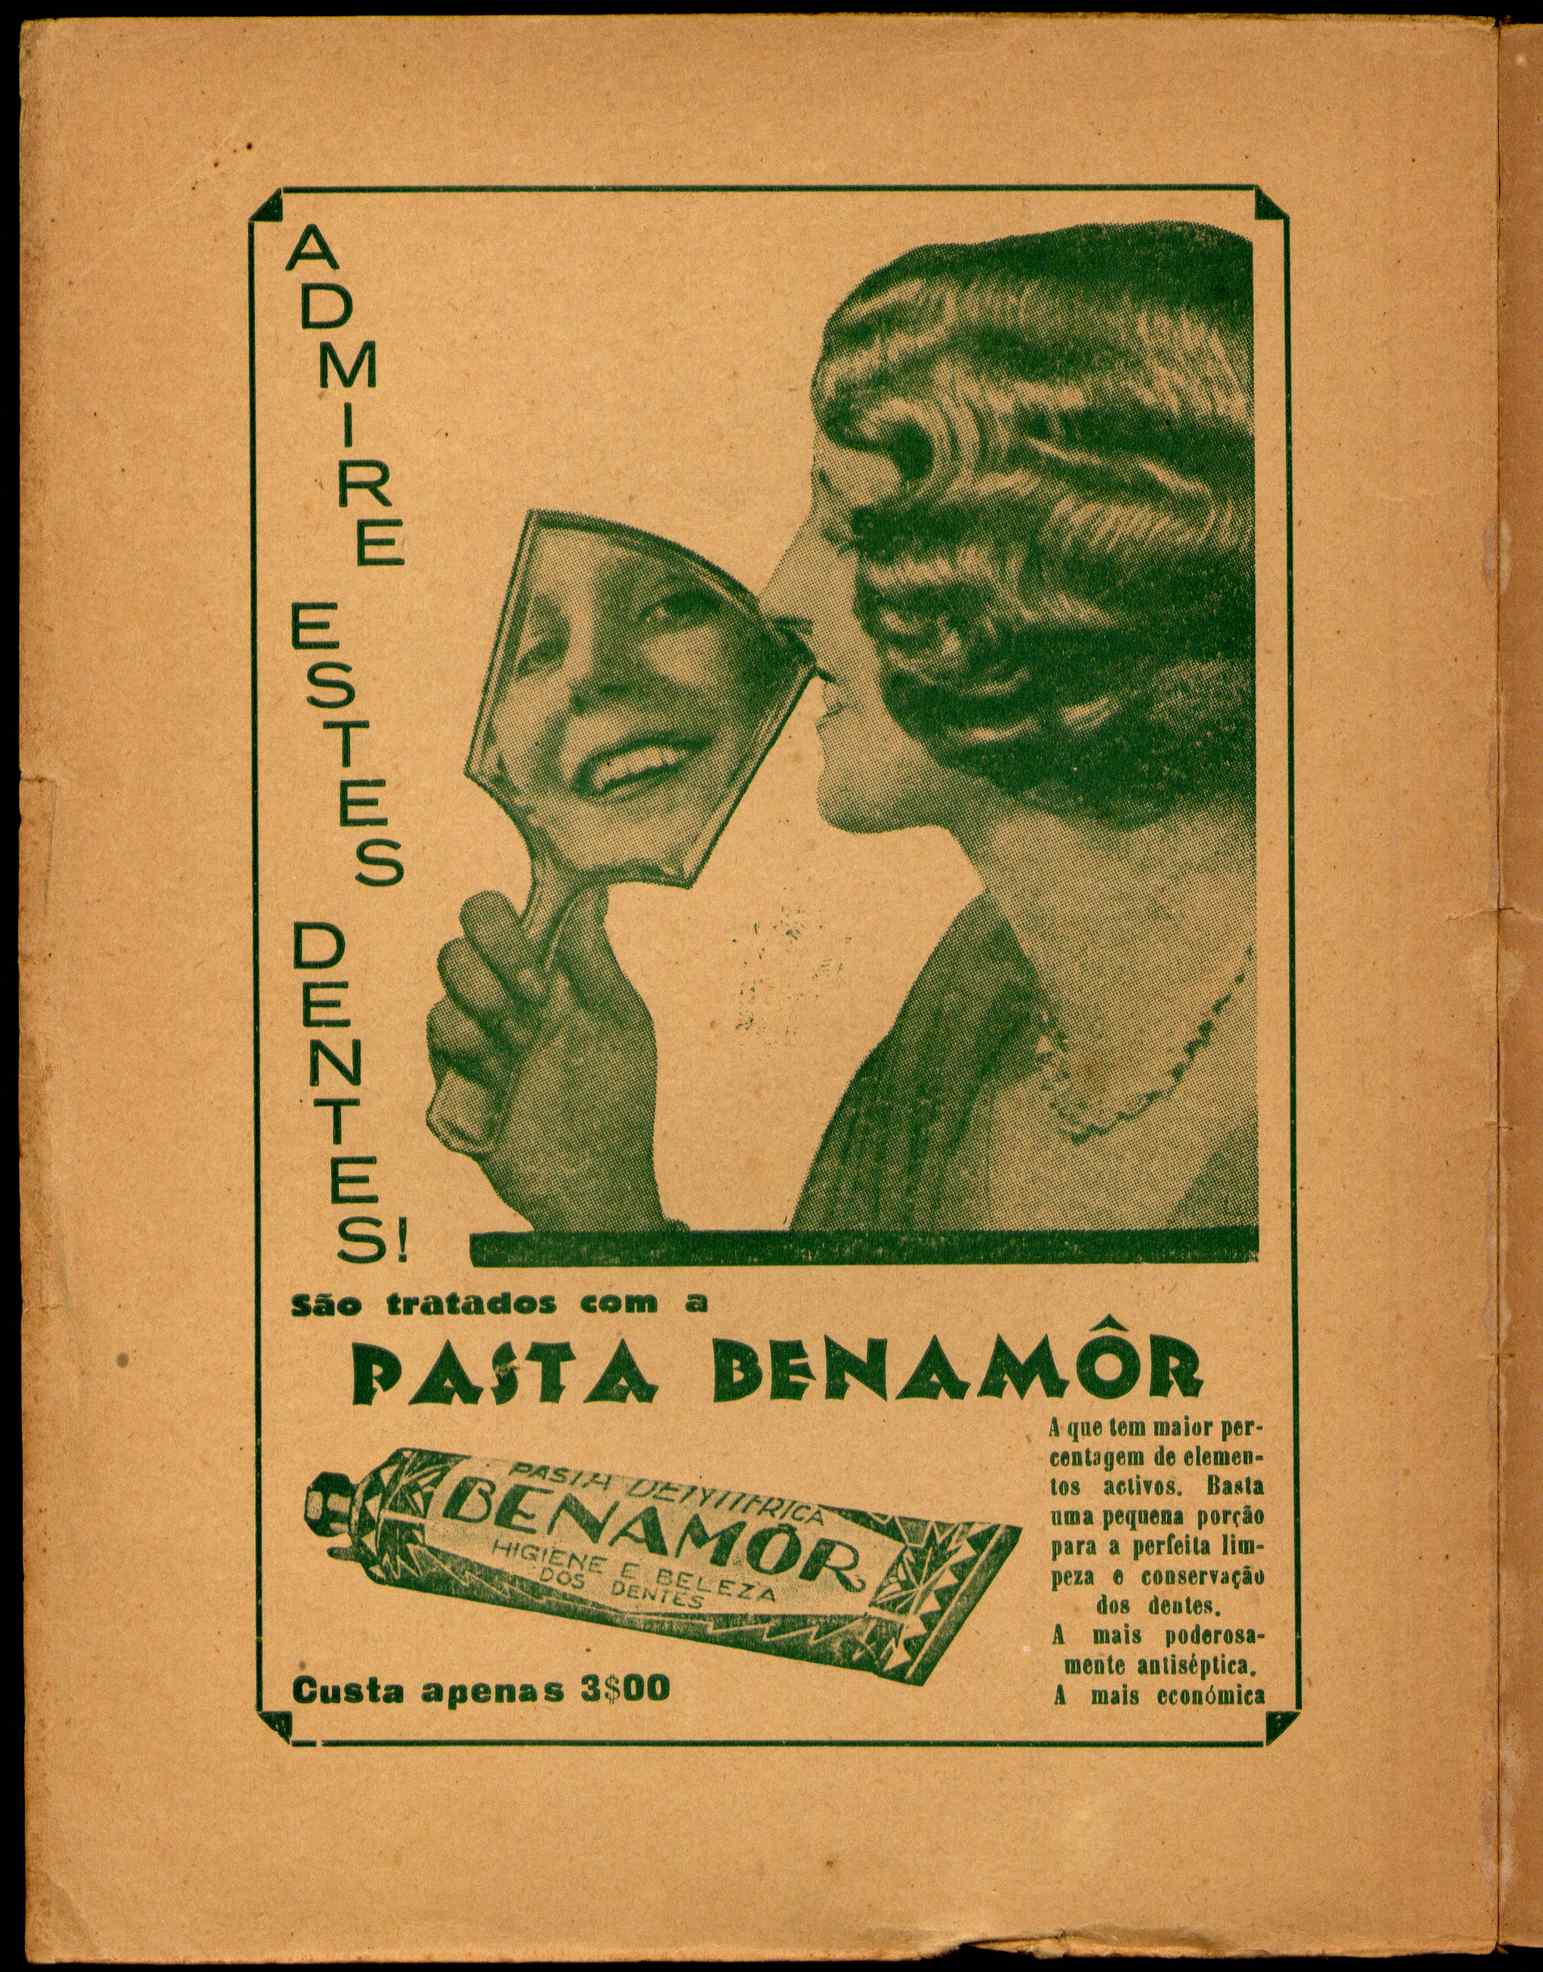 ADMIRE
ESTES
DENTES!
São tratados com a
PASTA BENAMÔR
PASTA DENTIFRICA
BENAMÔR
HIGIENE E BELEZA
DOS DENTES
A que tem maior per-
centagem de elemen-
tos activos. Basta
uma pequena porção
para a perfeita lim-
peza e conservação
dos dentes.
A mais poderosa-
mente antiséptica.
A mais económica
Custa apenas 3$00